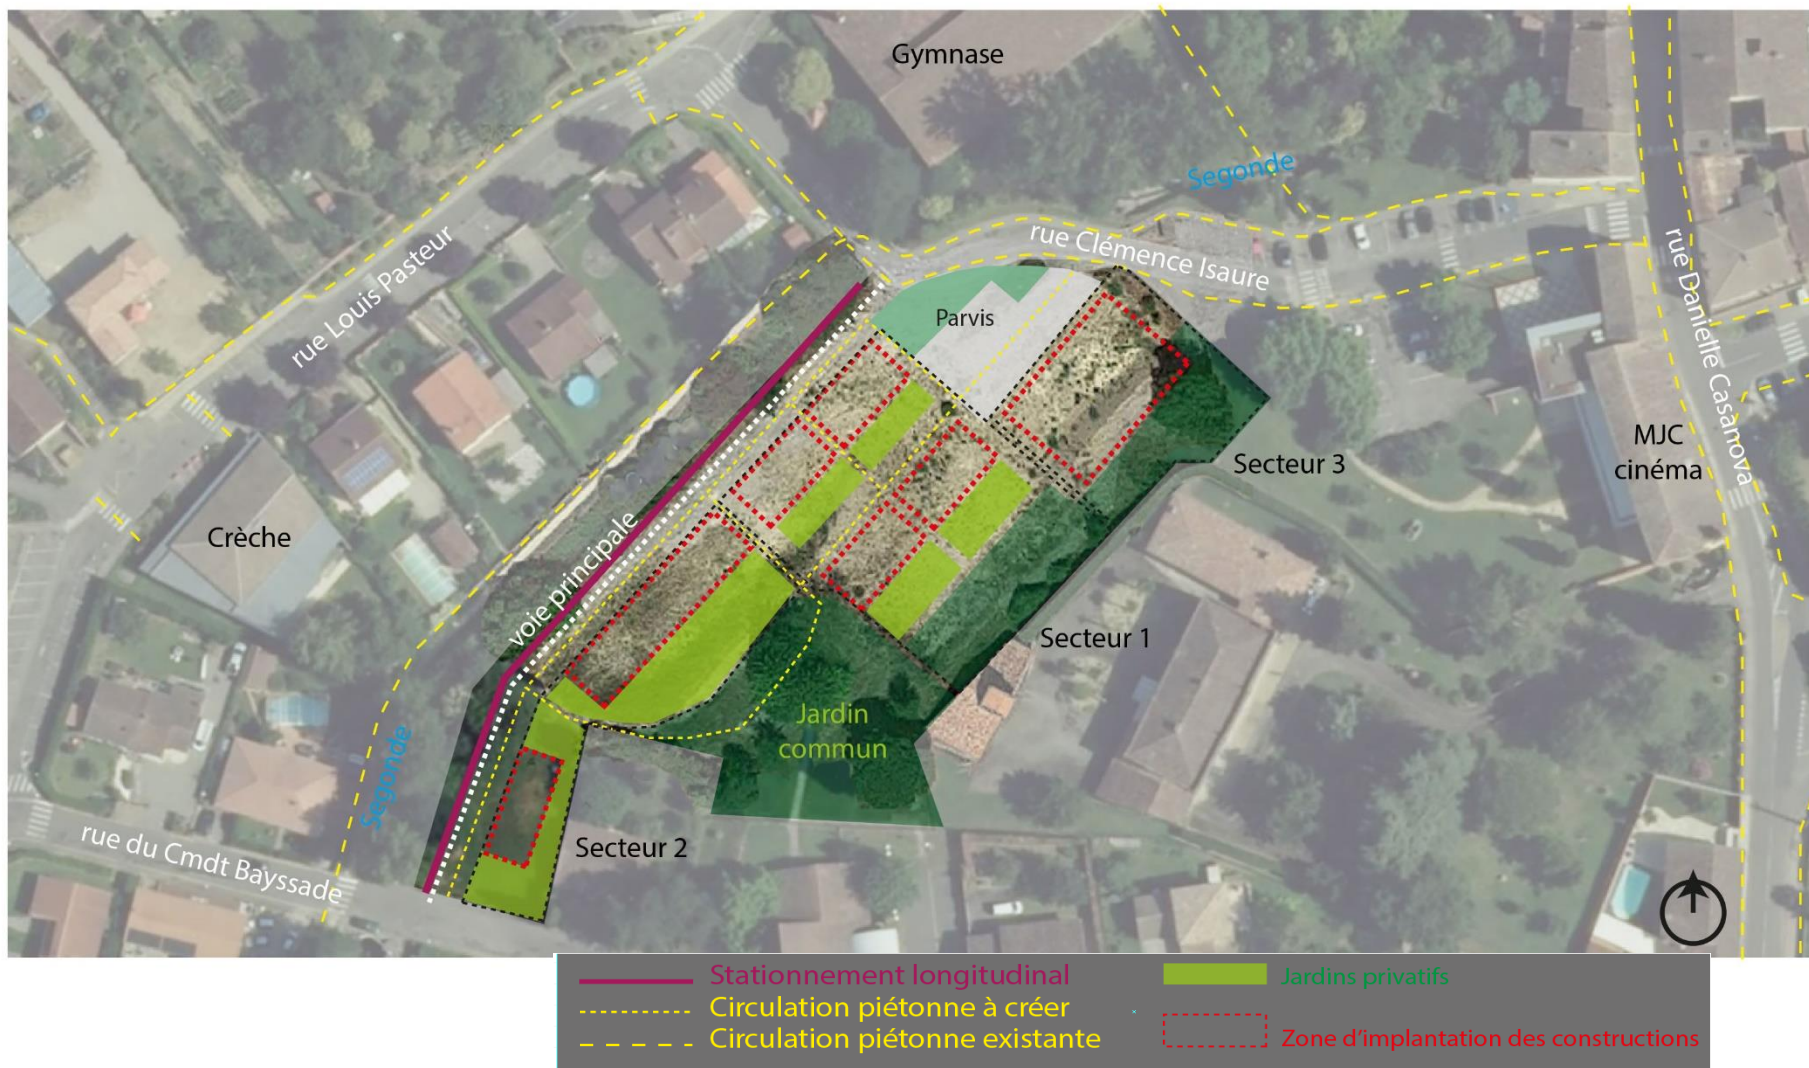 Gymnase
Segonde
rue Clémence Isaure
rue Louis Pasteur
rue Danielle Casanova
Parvis
MJC
cinéma
Secteur 3
Crèche
voie principale
Secteur 1
Jardin
commun
Segonde
Secteur 2
rue du Cmdt Bayssade
Stationnement longitudinal
Circulation piétonne à créer
Circulation piétonne existante
Jardins privatifs
Zone d'implantation des constructions